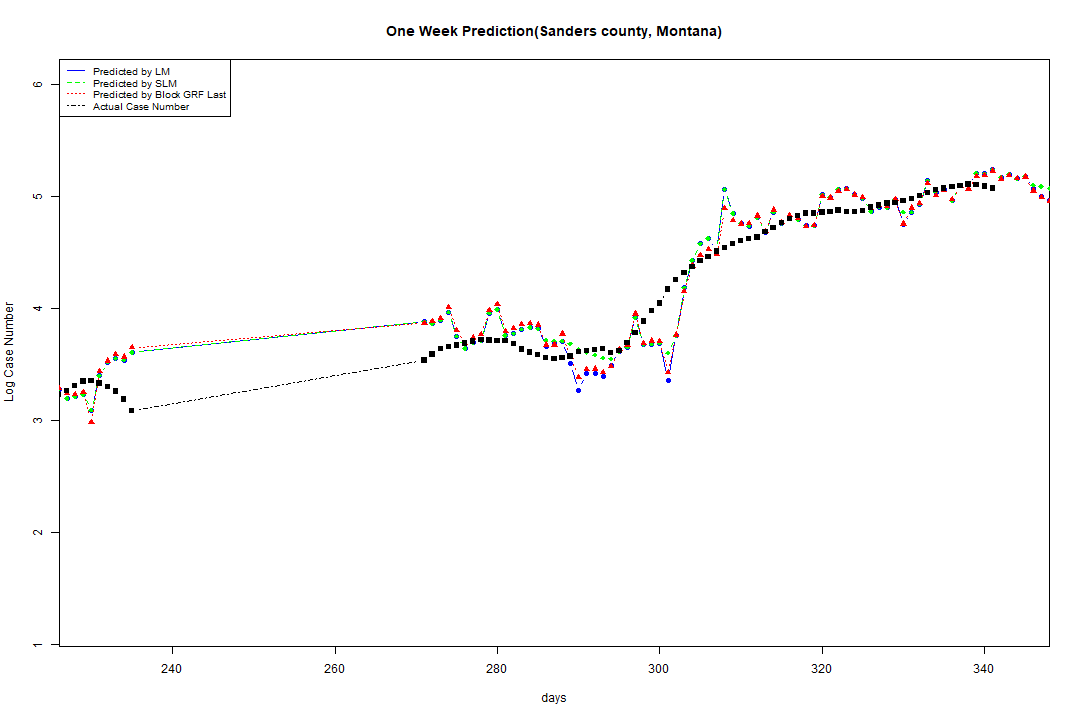 One Week Prediction(Sanders county, Montana)
Predicted by LM
Predicted by SLM
Predicted by Block GRF Last
Actual Case Number
6
5
4
3
2
1
Log Case Number
240
260
280
300
320
340
days